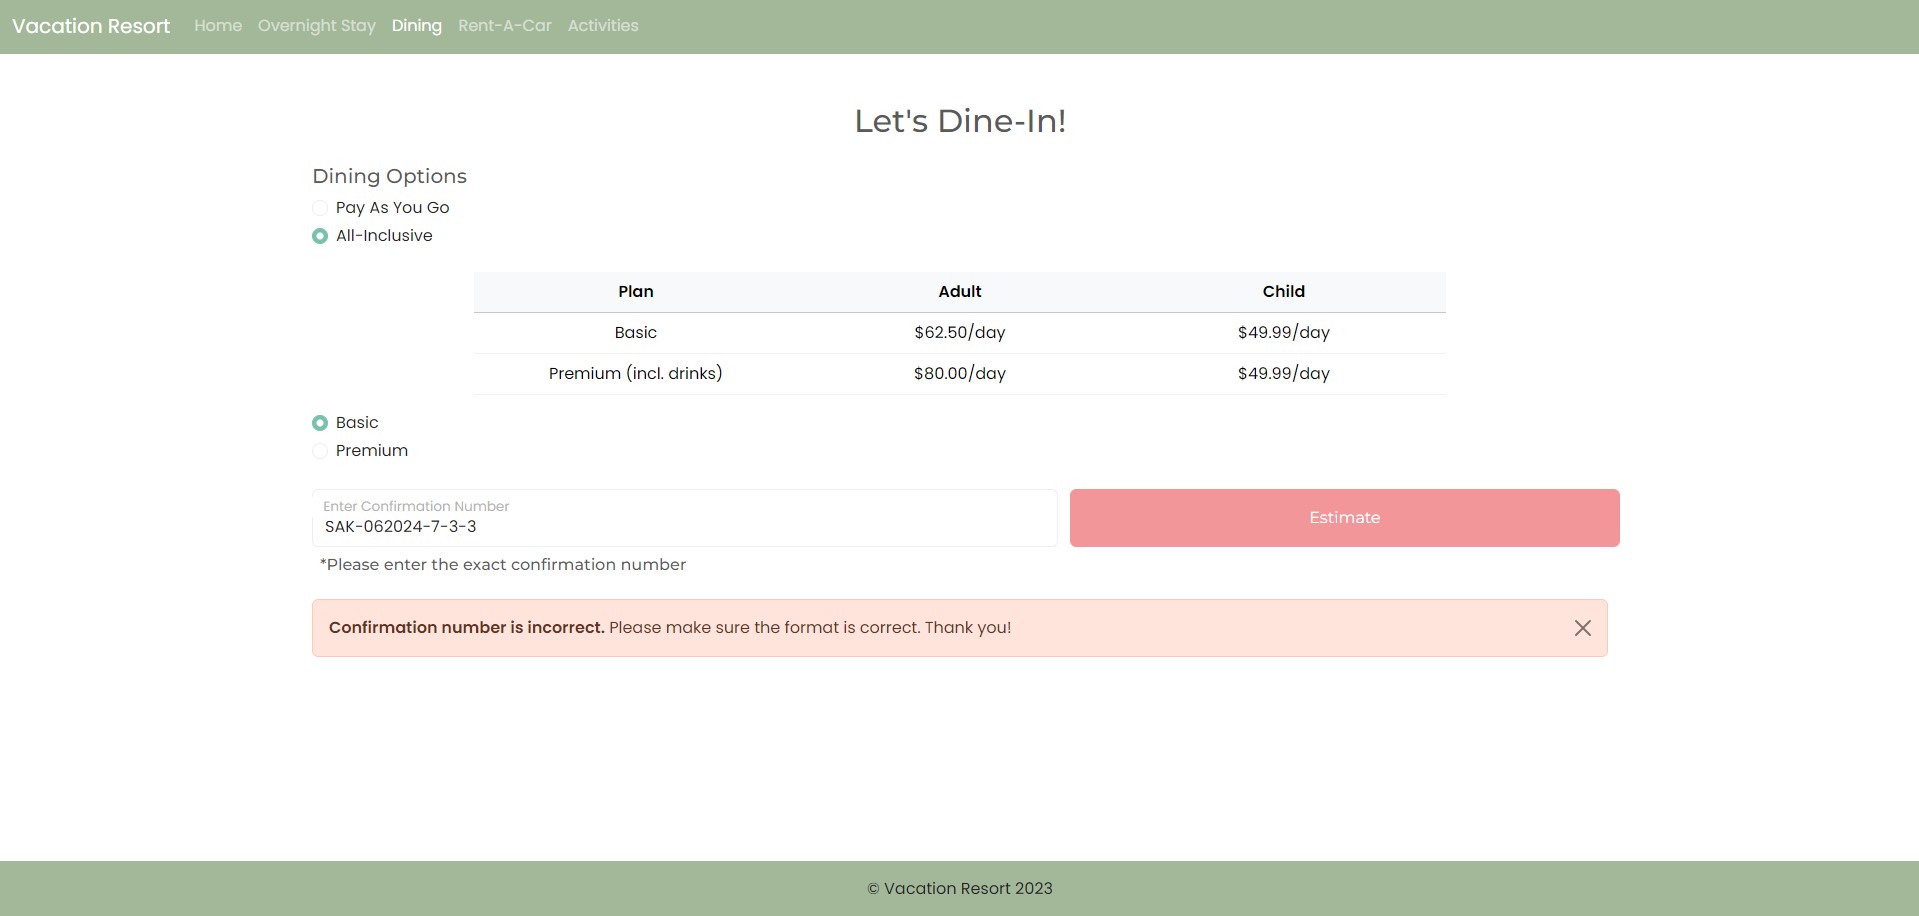 Vacation Resort Home Overnight Stay Dining Rent-A-Car Activities
Let's Dine-In!
Dining Options
Pay As You Go
All-Inclusive
Plan Adult Child
Basic $62.50/day $49.99/day
Premium (incl. drinks) $80.00/day $49.99/day
Basic
Premium
Enter Confirmation Number
SAK-062024-7-3-3
Estimate
*Please enter the exact confirmation number
Confirmation number is incorrect. Please make sure the format is correct. Thank you!
© Vacation Resort 2023